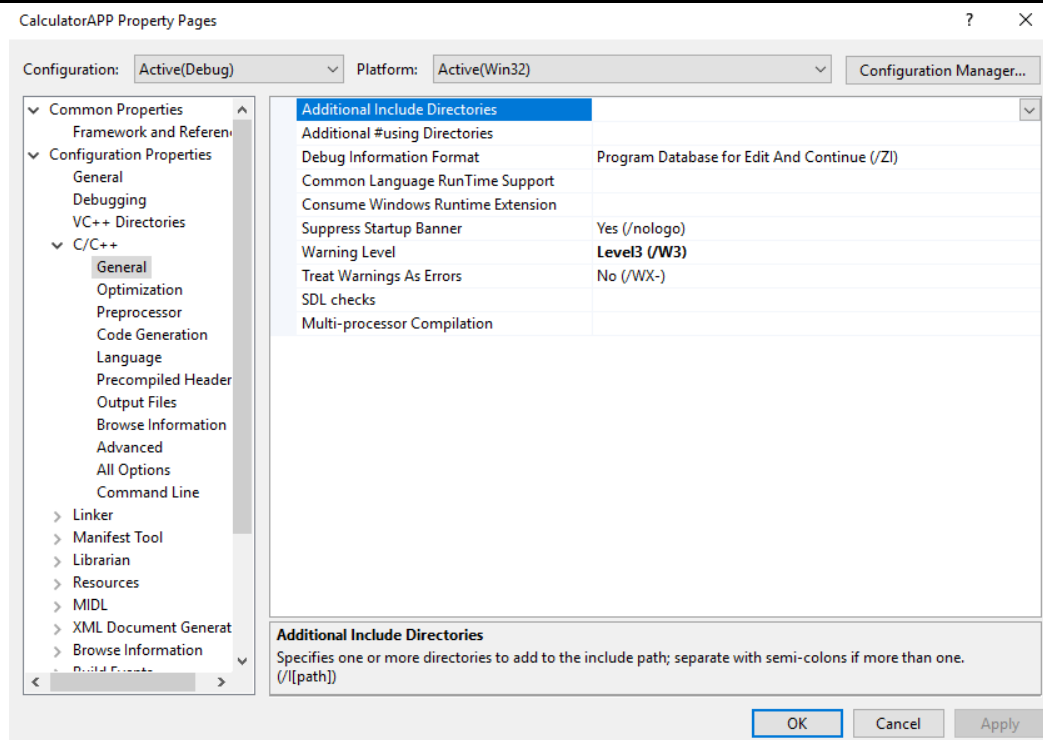 CalculatorAPP Property Pages
? ×
Configuration: Active(Debug) Platform: Active(Win32) Configuration Manager...
Common Properties
Framework and Referen
Configuration Properties
General
Debugging
VC++ Directories
C/C++
General
Optimization
Preprocessor
Code Generation
Language
Precompiled Header
Output Files
Browse Information
Advanced
All Options
Command Line
Linker
Manifest Tool
Librarian
Resources
MIDL
XML Document Generat
Browse Information
Build Events
Additional Include Directories
Additional #using Directories
Debug Information Format Program Database for Edit And Continue (/ZI)
Common Language RunTime Support
Consume Windows Runtime Extension
Suppress Startup Banner Yes (/nologo)
Warning Level Level3 (/W3)
Treat Warnings As Errors No (/WX-)
SDL checks
Multi-processor Compilation
Additional Include Directories
Specifies one or more directories to add to the include path; separate with semi-colons if more than one.
(/I[path])
OK Cancel Apply